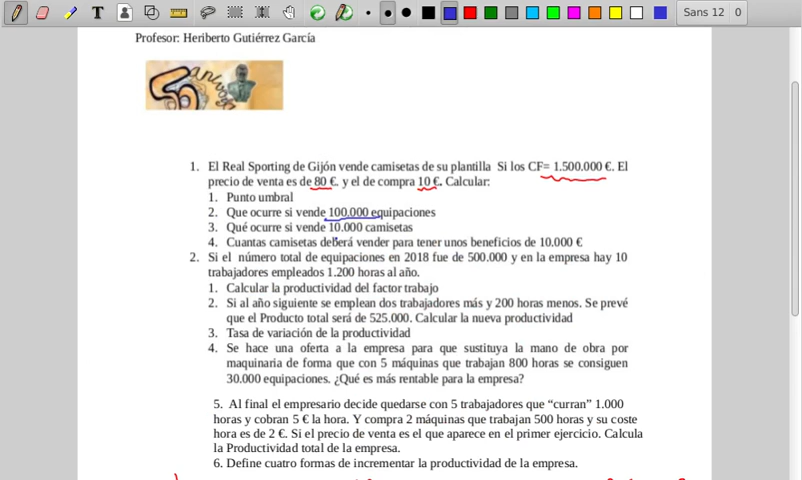 Sans 12 0
Profesor: Heriberto Gutiérrez García
50 Aniversario
1. El Real Sporting de Gijón vende camisetas de su plantilla Si los CF= 1.500.000 €. El
precio de venta es de 80 €. y el de compra 10 €. Calcular:
1. Punto umbral
2. Que ocurre si vende 100.000 equipaciones
3. Qué ocurre si vende 10.000 camisetas
4. Cuantas camisetas deberá vender para tener unos beneficios de 10.000 €
2. Si el número total de equipaciones en 2018 fue de 500.000 y en la empresa hay 10
trabajadores empleados 1.200 horas al año.
1. Calcular la productividad del factor trabajo
2. Si al año siguiente se emplean dos trabajadores más y 200 horas menos. Se prevé
que el Producto total será de 525.000. Calcular la nueva productividad
3. Tasa de variación de la productividad
4. Se hace una oferta a la empresa para que sustituya la mano de obra por
maquinaria de forma que con 5 máquinas que trabajan 800 horas se consiguen
30.000 equipaciones. ¿Qué es más rentable para la empresa?
5. Al final el empresario decide quedarse con 5 trabajadores que “curran” 1.000
horas y cobran 5 € la hora. Y compra 2 máquinas que trabajan 500 horas y su coste
hora es de 2 €. Si el precio de venta es el que aparece en el primer ejercicio. Calcula
la Productividad total de la empresa.
6. Define cuatro formas de incrementar la productividad de la empresa.